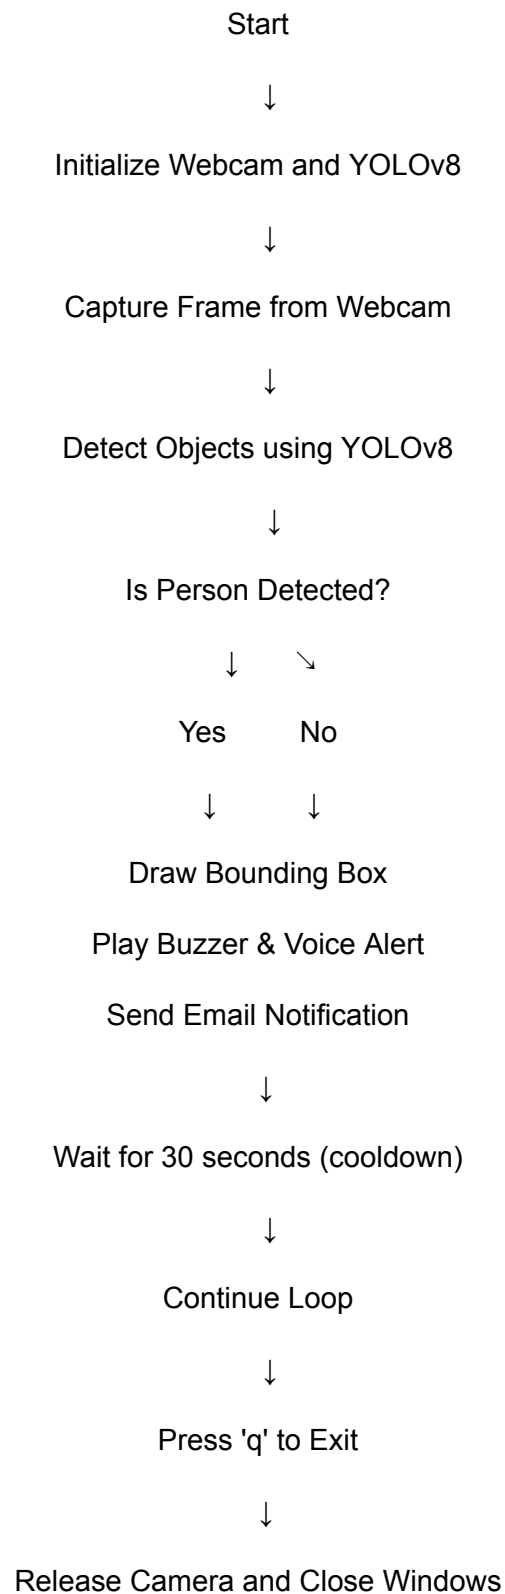 Start
↓
Initialize Webcam and YOLOv8
↓
Capture Frame from Webcam
↓
Detect Objects using YOLOv8
↓
Is Person Detected?
↓ ↘
Yes No
↓ ↓
Draw Bounding Box
Play Buzzer & Voice Alert
Send Email Notification
↓
Wait for 30 seconds (cooldown)
↓
Continue Loop
↓
Press 'q' to Exit
↓
Release Camera and Close Windows